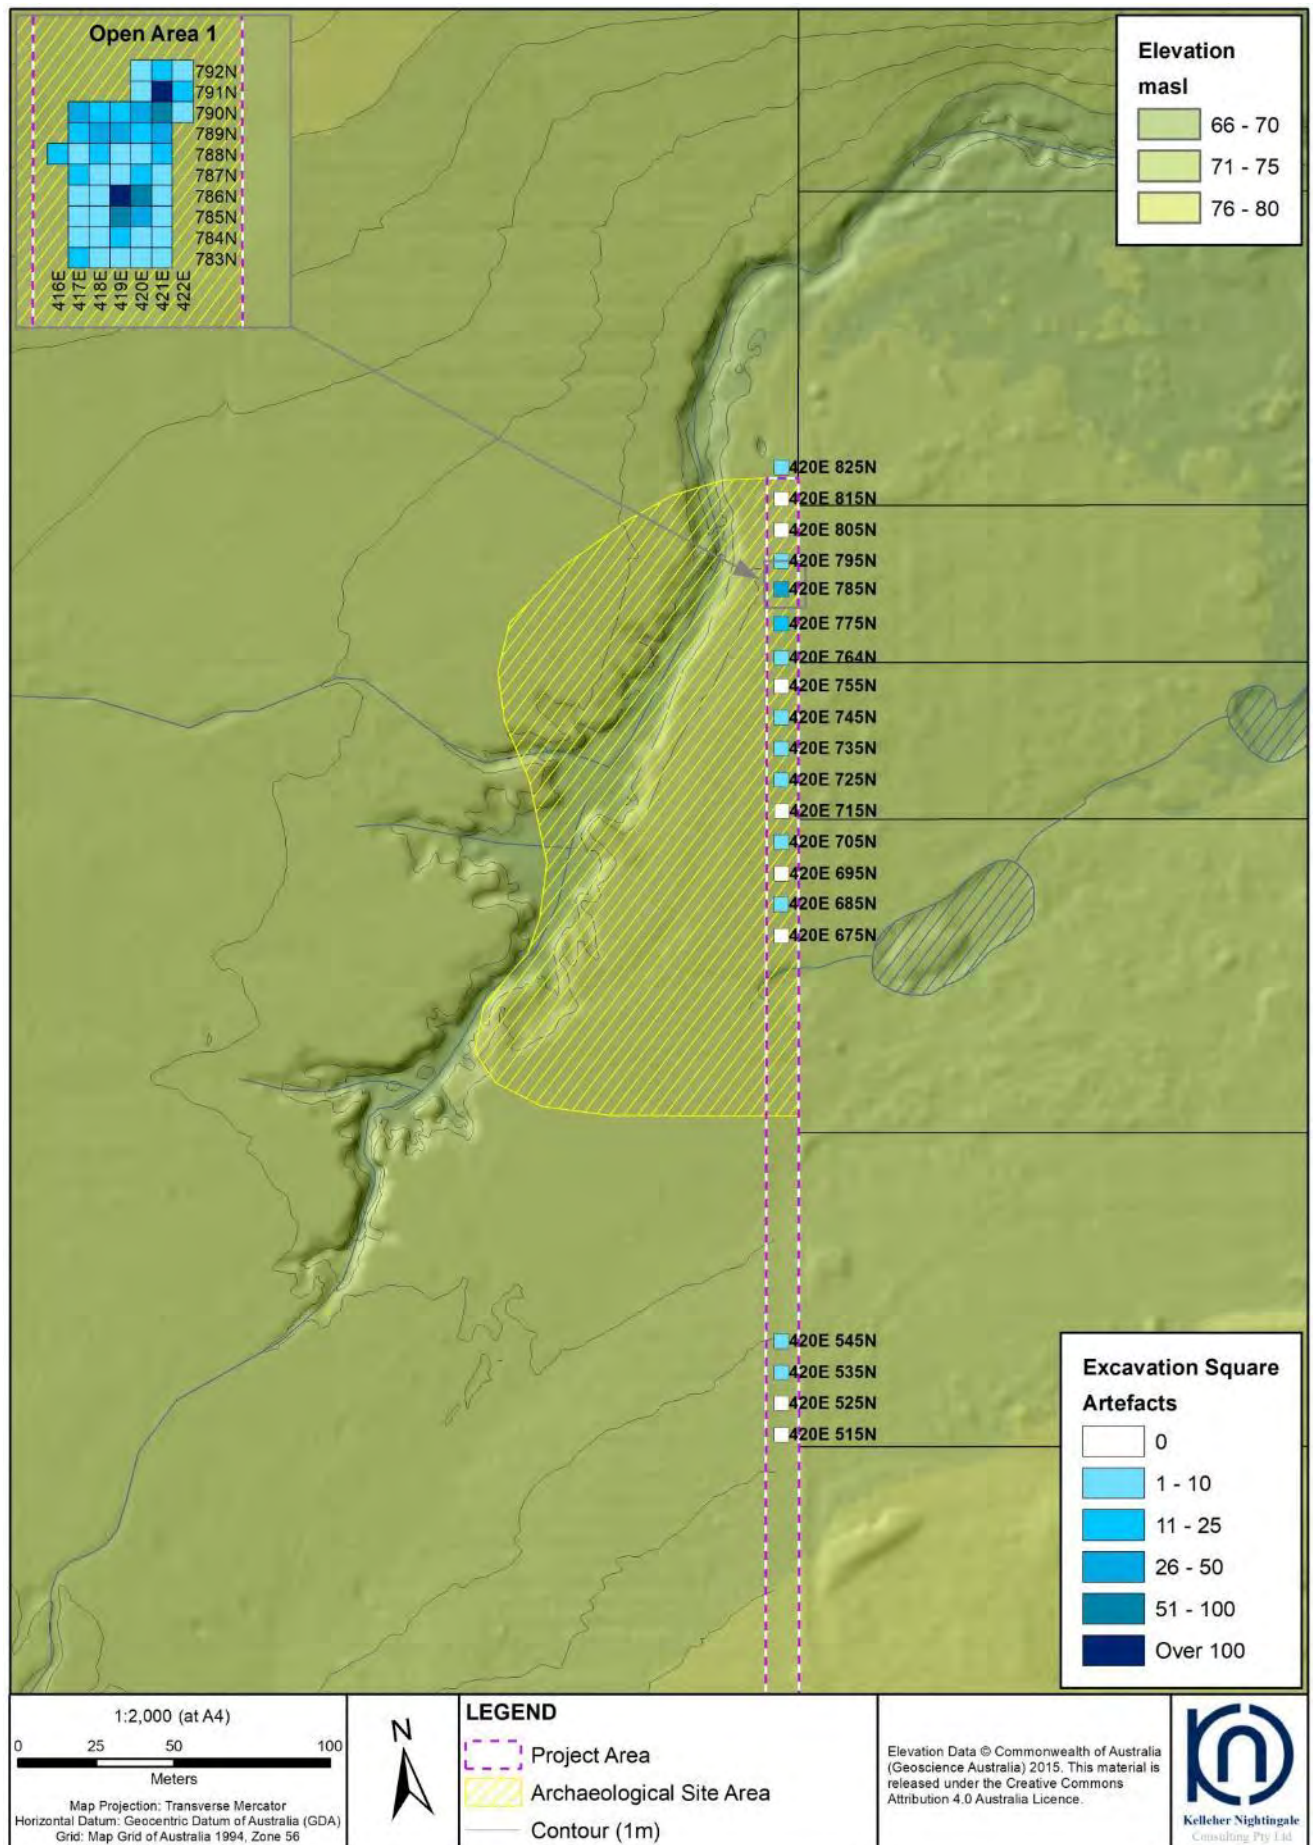 Open Area 1
792N
791N
790N
789N
788N
787N
786N
785N
784N
783N
416E
417E
418E
419E
420E
421E
422E
Elevation
masl
66 - 70
71 - 75
76 - 80
420E 825N
420E 815N
420E 805N
420E 795N
420E 785N
420E 775N
420E 764N
420E 755N
420E 745N
420E 735N
420E 725N
420E 715N
420E 705N
420E 695N
420E 685N
420E 675N
420E 545N
420E 535N
420E 525N
420E 515N
Excavation Square
Artefacts
0
1 - 10
11 - 25
26 - 50
51 - 100
Over 100
1:2,000 (at A4)
0 25 50 100
Meters
Map Projection: Transverse Mercator
Horizontal Datum: Geocentric Datum of Australia (GDA)
Grid: Map Grid of Australia 1994, Zone 56
N
LEGEND
Project Area
Archaeological Site Area
Contour (1m)
Elevation Data © Commonwealth of Australia
(Geoscience Australia) 2015. This material is
released under the Creative Commons
Attribution 4.0 Australia Licence.
Kelleher Nightingale
Consulting Pty Ltd